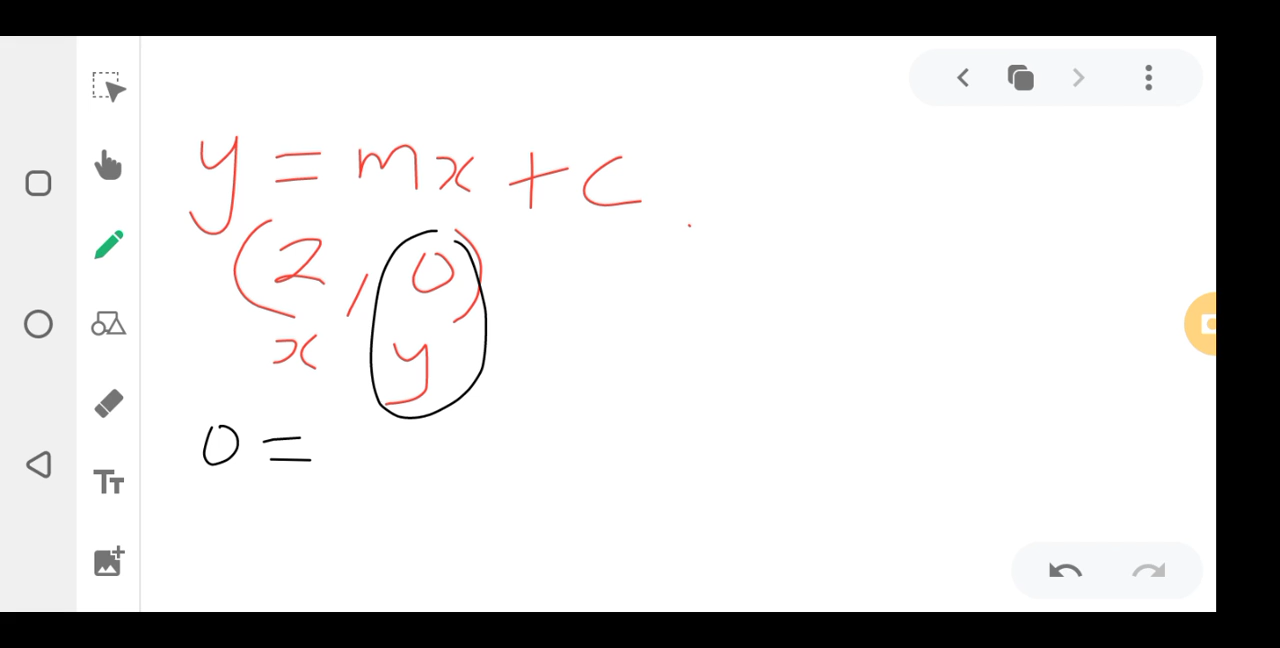 y = mx + c
(2, 0)
x y
0 =